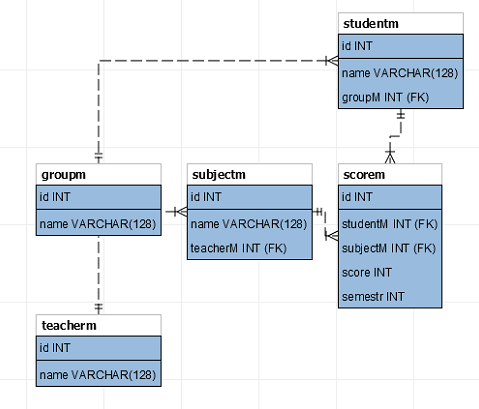 studentm
id INT
name VARCHAR(128)
groupM INT (FK)
groupm
id INT
name VARCHAR(128)
subjectm
id INT
name VARCHAR(128)
teacherM INT (FK)
scorem
id INT
studentM INT (FK)
subjectM INT (FK)
score INT
semestr INT
teacherm
id INT
name VARCHAR(128)